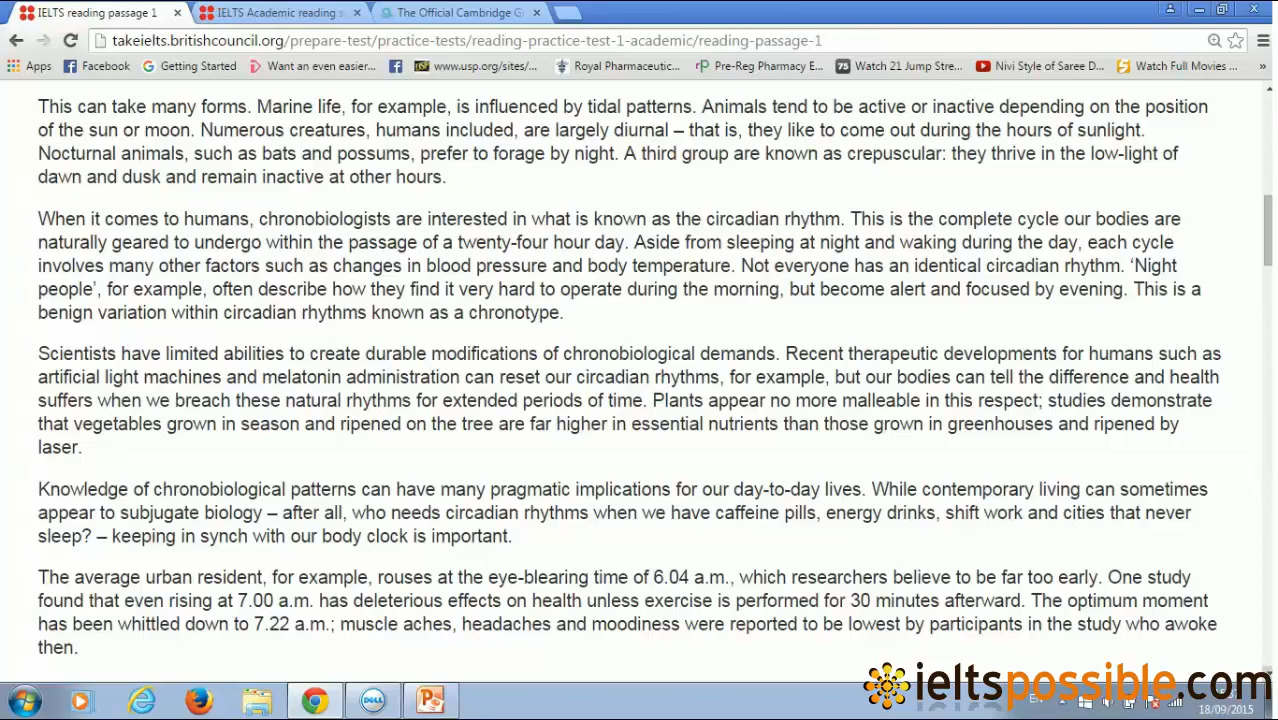 IELTS reading passage 1
IELTS Academic reading s
The Official Cambridge G
takeielts.britishcouncil.org/prepare-test/practice-tests/reading-practice-test-1-academic/reading-passage-1
Apps Facebook Getting Started Want an even easier... www.usp.org/sites/... Royal Pharmaceutic... Pre-Reg Pharmacy E... 75 Watch 21 Jump Stre... Nivi Style of Saree D... Watch Full Movies ... »
This can take many forms. Marine life, for example, is influenced by tidal patterns. Animals tend to be active or inactive depending on the position
of the sun or moon. Numerous creatures, humans included, are largely diurnal – that is, they like to come out during the hours of sunlight.
Nocturnal animals, such as bats and possums, prefer to forage by night. A third group are known as crepuscular: they thrive in the low-light of
dawn and dusk and remain inactive at other hours.
When it comes to humans, chronobiologists are interested in what is known as the circadian rhythm. This is the complete cycle our bodies are
naturally geared to undergo within the passage of a twenty-four hour day. Aside from sleeping at night and waking during the day, each cycle
involves many other factors such as changes in blood pressure and body temperature. Not everyone has an identical circadian rhythm. ‘Night
people’, for example, often describe how they find it very hard to operate during the morning, but become alert and focused by evening. This is a
benign variation within circadian rhythms known as a chronotype.
Scientists have limited abilities to create durable modifications of chronobiological demands. Recent therapeutic developments for humans such as
artificial light machines and melatonin administration can reset our circadian rhythms, for example, but our bodies can tell the difference and health
suffers when we breach these natural rhythms for extended periods of time. Plants appear no more malleable in this respect; studies demonstrate
that vegetables grown in season and ripened on the tree are far higher in essential nutrients than those grown in greenhouses and ripened by
laser.
Knowledge of chronobiological patterns can have many pragmatic implications for our day-to-day lives. While contemporary living can sometimes
appear to subjugate biology – after all, who needs circadian rhythms when we have caffeine pills, energy drinks, shift work and cities that never
sleep? – keeping in synch with our body clock is important.
The average urban resident, for example, rouses at the eye-blearing time of 6.04 a.m., which researchers believe to be far too early. One study
found that even rising at 7.00 a.m. has deleterious effects on health unless exercise is performed for 30 minutes afterward. The optimum moment
has been whittled down to 7.22 a.m.; muscle aches, headaches and moodiness were reported to be lowest by participants in the study who awoke
then.
ieltspossible.com
DELL
EN
18/09/2015